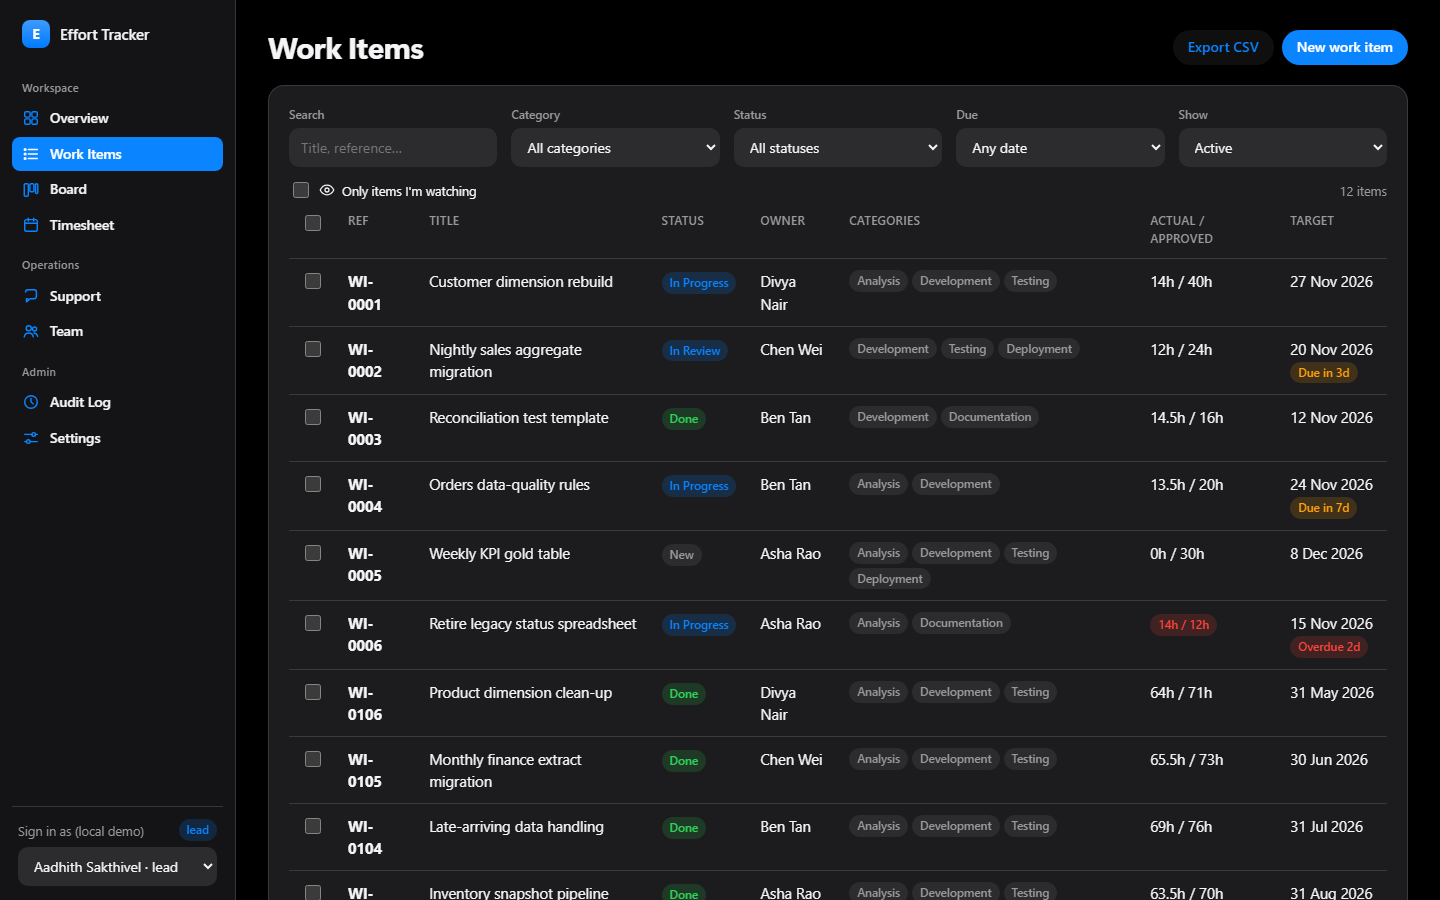 E Effort Tracker
Workspace
Overview
Work Items
Board
Timesheet
Operations
Support
Team
Admin
Audit Log
Settings
Sign in as (local demo) lead
Aadhith Sakthivel · lead
Work Items
Export CSV New work item
Search Category Status Due Show
Title, reference... All categories All statuses Any date Active
Only items I'm watching 12 items
REF TITLE STATUS OWNER CATEGORIES ACTUAL / TARGET
APPROVED
WI- Customer dimension rebuild In Progress Divya Analysis Development Testing 14h / 40h 27 Nov 2026
0001 Nair
WI- Nightly sales aggregate In Review Chen Wei Development Testing Deployment 12h / 24h 20 Nov 2026
0002 migration Due in 3d
WI- Reconciliation test template Done Ben Tan Development Documentation 14.5h / 16h 12 Nov 2026
0003
WI- Orders data-quality rules In Progress Ben Tan Analysis Development 13.5h / 20h 24 Nov 2026
0004 Due in 7d
WI- Weekly KPI gold table New Asha Rao Analysis Development Testing 0h / 30h 8 Dec 2026
0005 Deployment
WI- Retire legacy status spreadsheet In Progress Asha Rao Analysis Documentation 14h / 12h 15 Nov 2026
0006 Overdue 2d
WI- Product dimension clean-up Done Divya Analysis Development Testing 64h / 71h 31 May 2026
0106 Nair
WI- Monthly finance extract Done Chen Wei Analysis Development Testing 65.5h / 73h 30 Jun 2026
0105 migration
WI- Late-arriving data handling Done Ben Tan Analysis Development Testing 69h / 76h 31 Jul 2026
0104
WI- Inventory snapshot pipeline Done Asha Rao Analysis Development Testing 63.5h / 70h 31 Aug 2026